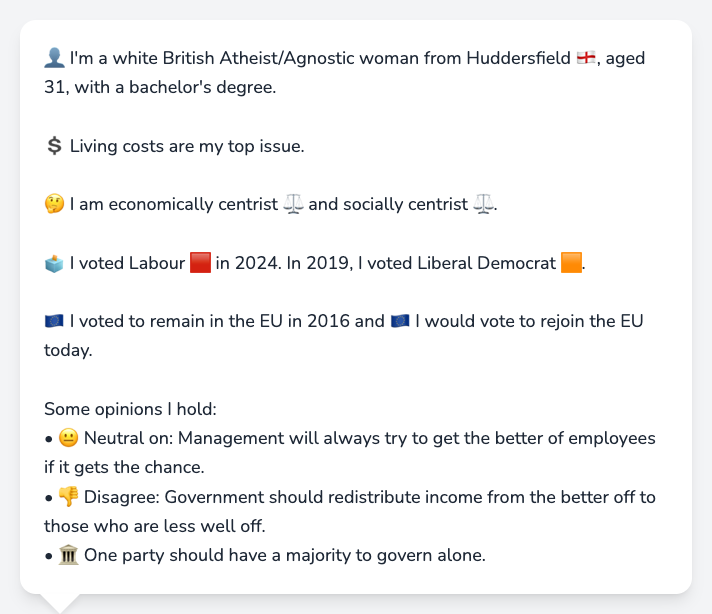 👤 I'm a white British Atheist/Agnostic woman from Huddersfield 🏴󠁧󠁢󠁥󠁮󠁧󠁿, aged
31, with a bachelor's degree.
💲 Living costs are my top issue.
🤔 I am economically centrist ⚖️ and socially centrist ⚖️.
🗳️ I voted Labour 🟥 in 2024. In 2019, I voted Liberal Democrat 🟧.
🇪🇺 I voted to remain in the EU in 2016 and 🇪🇺 I would vote to rejoin the EU
today.
Some opinions I hold:
• 😐 Neutral on: Management will always try to get the better of employees
if it gets the chance.
• 👎 Disagree: Government should redistribute income from the better off to
those who are less well off.
• 🏛️ One party should have a majority to govern alone.